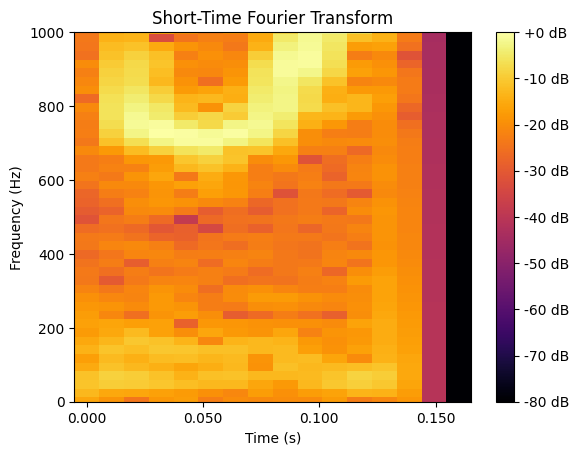 Short-Time Fourier Transform
1000
800
600
400
200
0
Frequency (Hz)
0.000
0.050
0.100
0.150
Time (s)
+0 dB
-10 dB
-20 dB
-30 dB
-40 dB
-50 dB
-60 dB
-70 dB
-80 dB